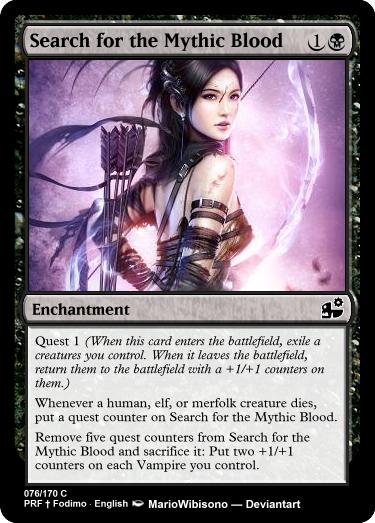 Search for the Mythic Blood 1
Enchantment
Quest 1 (When this card enters the
battlefield, exile a
creatures you control. When it leaves the battlefield,
return them to the battlefield with a +1/+1 counters on
them.)
Whenever a human, elf, or merfolk creature dies,
put a quest counter on Search for the Mythic Blood.
Remove five quest counters from Search for the
Mythic Blood and sacrifice it: Put two +1/+1
counters on each Vampire you control.
076/170 C
PRF † Fodimo · English MarioWibisono — Deviantart